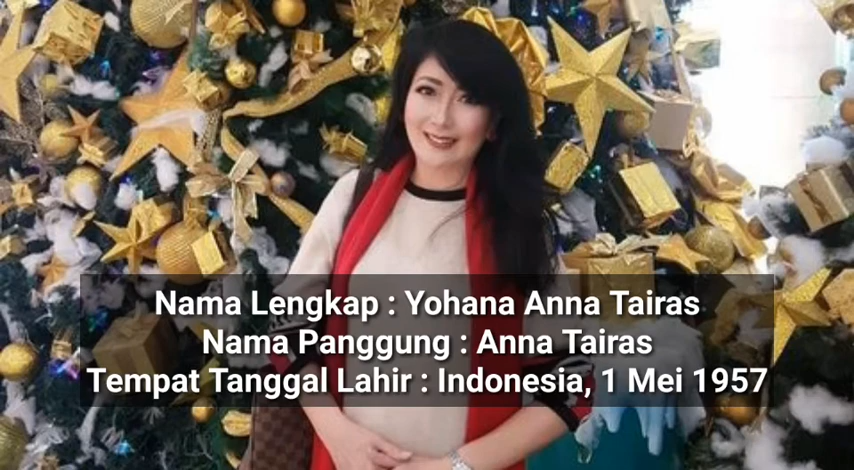 Nama Lengkap : Yohana Anna Tairas
Nama Panggung : Anna Tairas
Tempat Tanggal Lahir : Indonesia, 1 Mei 1957